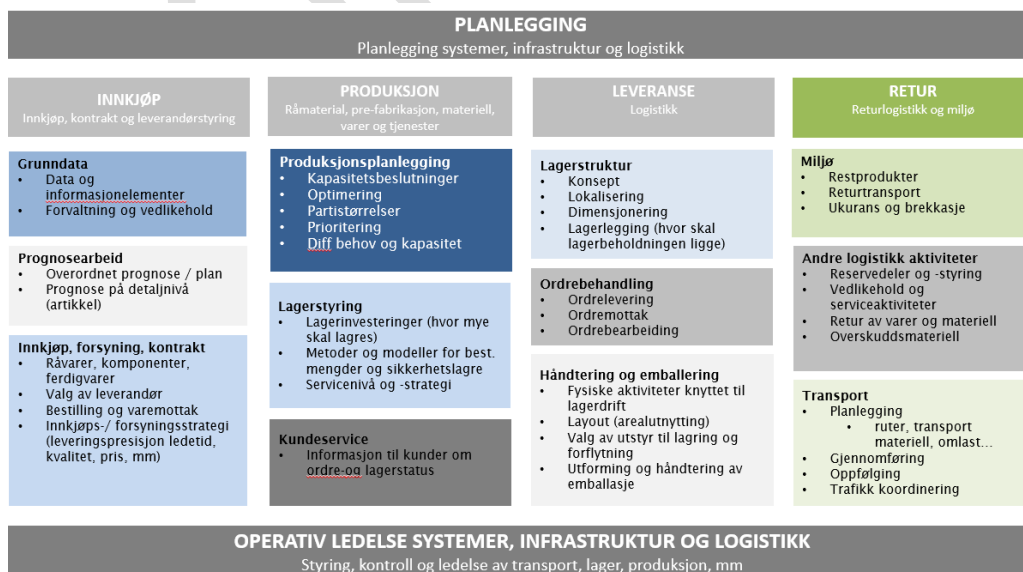 PLANLEGGING
Planlegging systemer, infrastruktur og logistikk
INNKJØP
Innkjøp, kontrakt og leverandørstyring
Grunndata
• Data og
informasjonelementer
• Forvaltning og vedlikehold
Prognosearbeid
• Overordnet prognose / plan
• Prognose på detaljnivå
(artikkel)
Innkjøp, forsyning, kontrakt
• Råvarer, komponenter,
ferdigvarer
• Valg av leverandør
• Bestilling og varemottak
• Innkjøps-/ forsyningsstrategi
(leveringspresisjon ledetid,
kvalitet, pris, mm)
PRODUKSJON
Råmaterial, pre-fabrikasjon, materiell,
varer og tjenester
Produksjonsplanlegging
• Kapasitetsbeslutninger
• Optimering
• Partistørrelser
• Prioritering
• Diff behov og kapasitet
Lagerstyring
• Lagerinvesteringer (hvor mye
skal lagres)
• Metoder og modeller for best.
mengder og sikkerhetslagre
• Servicenivå og -strategi
Kundeservice
• Informasjon til kunder om
ordre-og lagerstatus
LEVERANSE
Logistikk
Lagerstruktur
• Konsept
• Lokalisering
• Dimensjonering
• Lagerlegging (hvor skal
lagerbeholdningen ligge)
Ordrebehandling
• Ordrelevering
• Ordremottak
• Ordrebearbeiding
Håndtering og emballering
• Fysiske aktiviteter knyttet til
lagerdrift
• Layout (arealutnytting)
• Valg av utstyr til lagring og
forflytning
• Utforming og håndtering av
emballasje
RETUR
Returlogistikk og miljø
Miljø
• Restprodukter
• Returtransport
• Ukurans og brekkasje
Andre logistikk aktiviteter
• Reservedeler og -styring
• Vedlikehold og
serviceaktiviteter
• Retur av varer og materiell
• Overskuddsmateriell
Transport
• Planlegging
• ruter, transport
materiell, omlast...
• Gjennomføring
• Oppfølging
• Trafikk koordinering
OPERATIV LEDELSE SYSTEMER, INFRASTRUKTUR OG LOGISTIKK
Styring, kontroll og ledelse av transport, lager, produksjon, mm